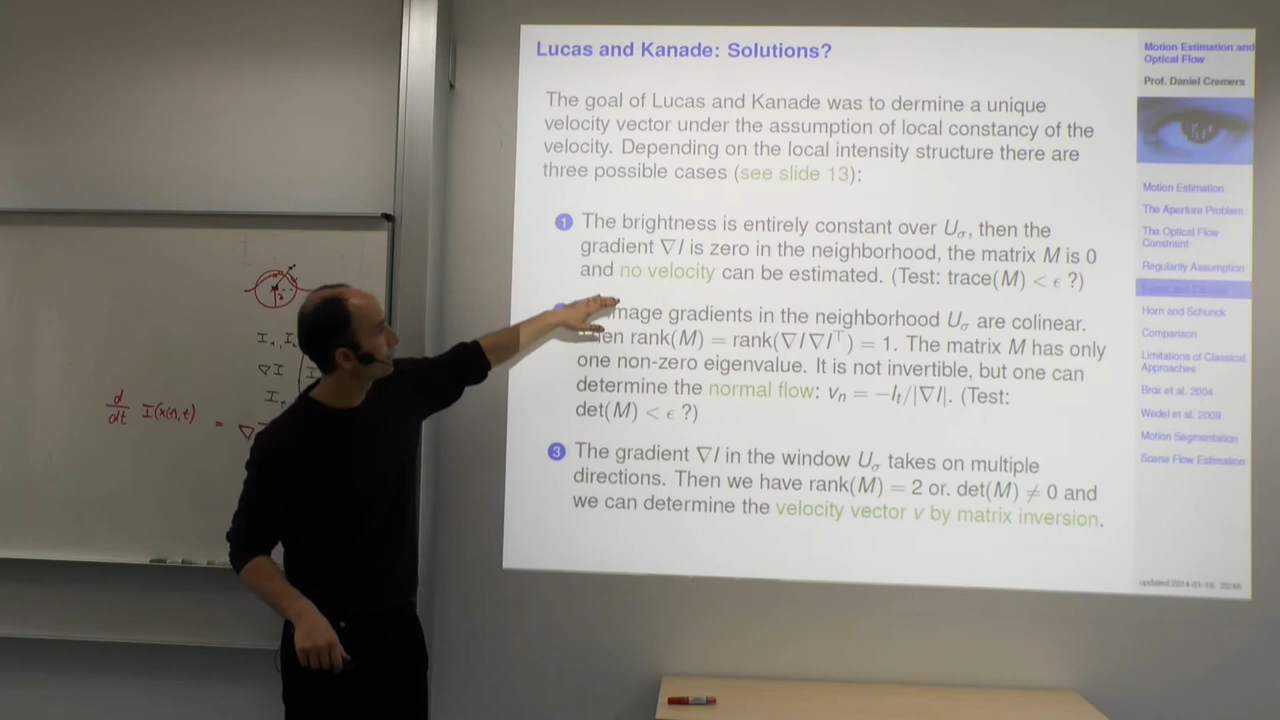 Lucas and Kanade: Solutions?
The goal of Lucas and Kanade was to dermine a unique
velocity vector under the assumption of local constancy of the
velocity. Depending on the local intensity structure there are
three possible cases (see slide 13):
1 The brightness is entirely constant over Uσ, then the
gradient ∇I is zero in the neighborhood, the matrix M is 0
and no velocity can be estimated. (Test: trace(M) < ϵ ?)
image gradients in the neighborhood Uσ are colinear.
rank(M) = rank(∇I∇I⊤) = 1. The matrix M has only
one non-zero eigenvalue. It is not invertible, but one can
determine the normal flow: vn = −It/|∇I|. (Test:
det(M) < ϵ ?)
3 The gradient ∇I in the window Uσ takes on multiple
directions. Then we have rank(M) = 2 or. det(M) ≠ 0 and
we can determine the velocity vector v by matrix inversion.
Motion Estimation and
Optical Flow
Prof. Daniel Cremers
Motion Estimation
The Aperture Problem
The Optical Flow
Constraint
Regularity Assumption
Horn and Schunck
Comparison
Limitations of Classical
Approaches
Brox et al. 2004
Wedel et al. 2009
Motion Segmentation
Scene Flow Estimation
updated 2014-01-16
∇I
d/dt I(x(t), t) = ∇